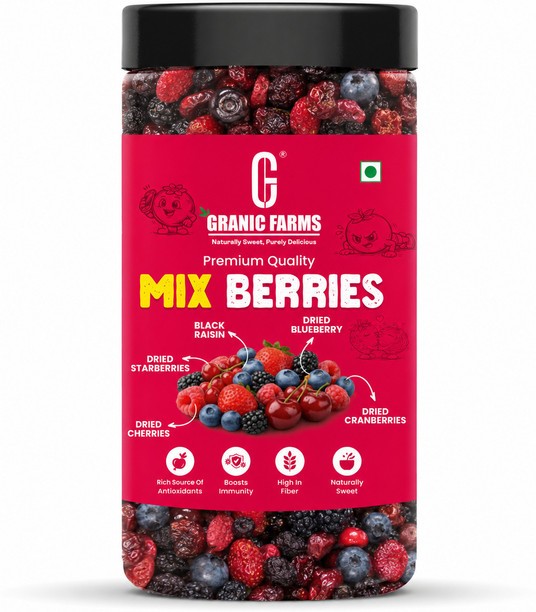 G®
GRANIC FARMS
Naturally Sweet, Purely Delicious
Premium Quality
MIX BERRIES
BLACK
RAISIN
DRIED
BLUEBERRY
DRIED
STARBERRIES
DRIED
CRANBERRIES
DRIED
CHERRIES
Rich Source Of
Antioxidants
Boosts
Immunity
High In
Fiber
Naturally
Sweet